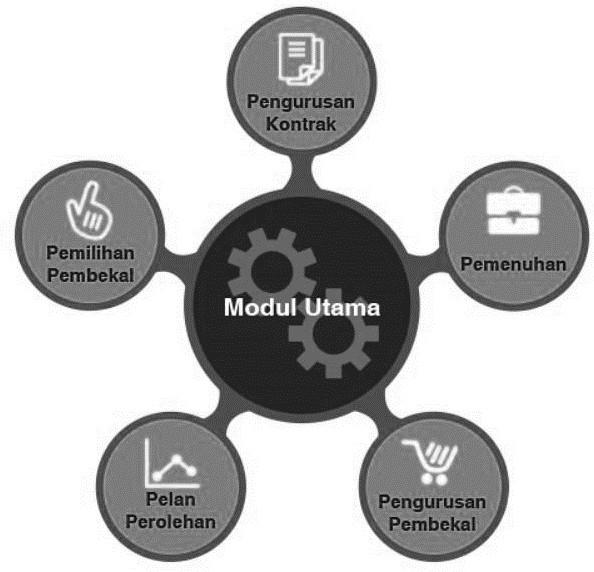 Pengurusan
Kontrak
Pemilihan
Pembekal
Pemenuhan
Modul Utama
Pelan
Perolehan
Pengurusan
Pembekal